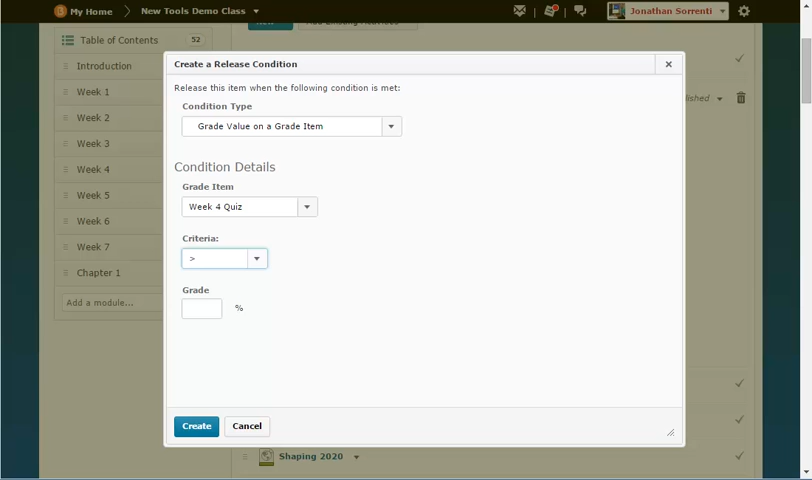 My Home
New Tools Demo Class
Jonathan Sorrenti
Table of Contents 52
Introduction
Week 1
Week 2
Week 3
Week 4
Week 5
Week 6
Week 7
Chapter 1
Add a module...
Create a Release Condition
Release this item when the following condition is met:
Condition Type
Grade Value on a Grade Item
Condition Details
Grade Item
Week 4 Quiz
Criteria:
>
Grade
%
Create Cancel
Shaping 2020